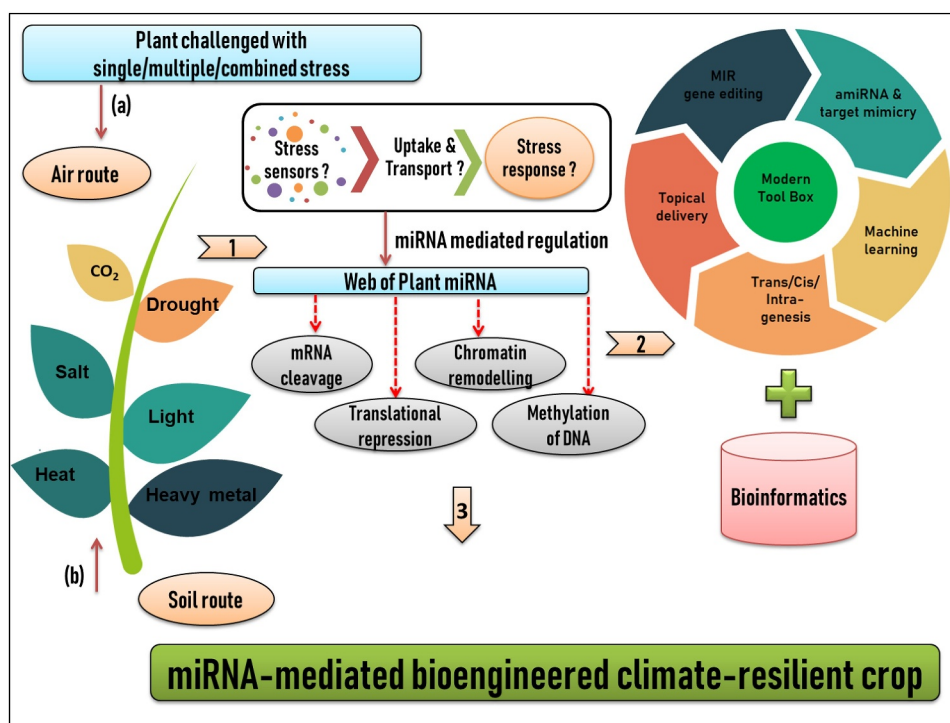 Plant challenged with
single/multiple/combined stress
(a)
Air route
CO₂
Drought
Salt
Light
Heat
Heavy metal
(b)
Soil route
1
Stress
sensors ?
Uptake &
Transport ?
Stress
response ?
miRNA mediated regulation
Web of Plant miRNA
mRNA
cleavage
Chromatin
remodelling
Translational
repression
Methylation
of DNA
2
3
MIR
gene editing
amiRNA &
target mimicry
Topical
delivery
Modern
Tool Box
Machine
learning
Trans/Cis/
Intra-
genesis
Bioinformatics
miRNA-mediated bioengineered climate-resilient crop